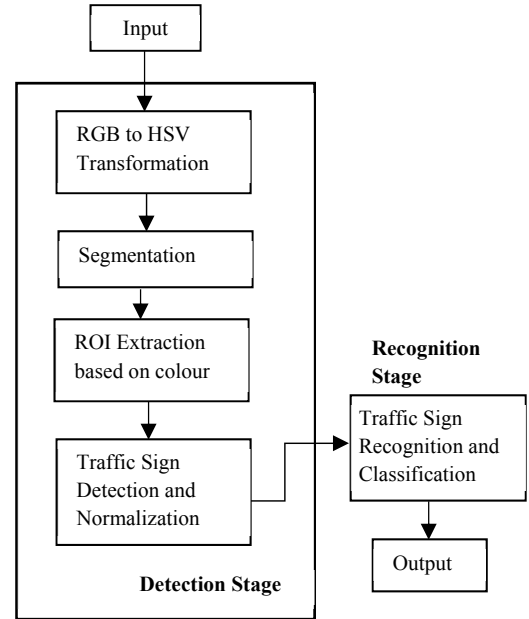 Input
RGB to HSV
Transformation
Segmentation
ROI Extraction
based on colour
Traffic Sign
Detection and
Normalization
Detection Stage
Recognition
Stage
Traffic Sign
Recognition and
Classification
Output